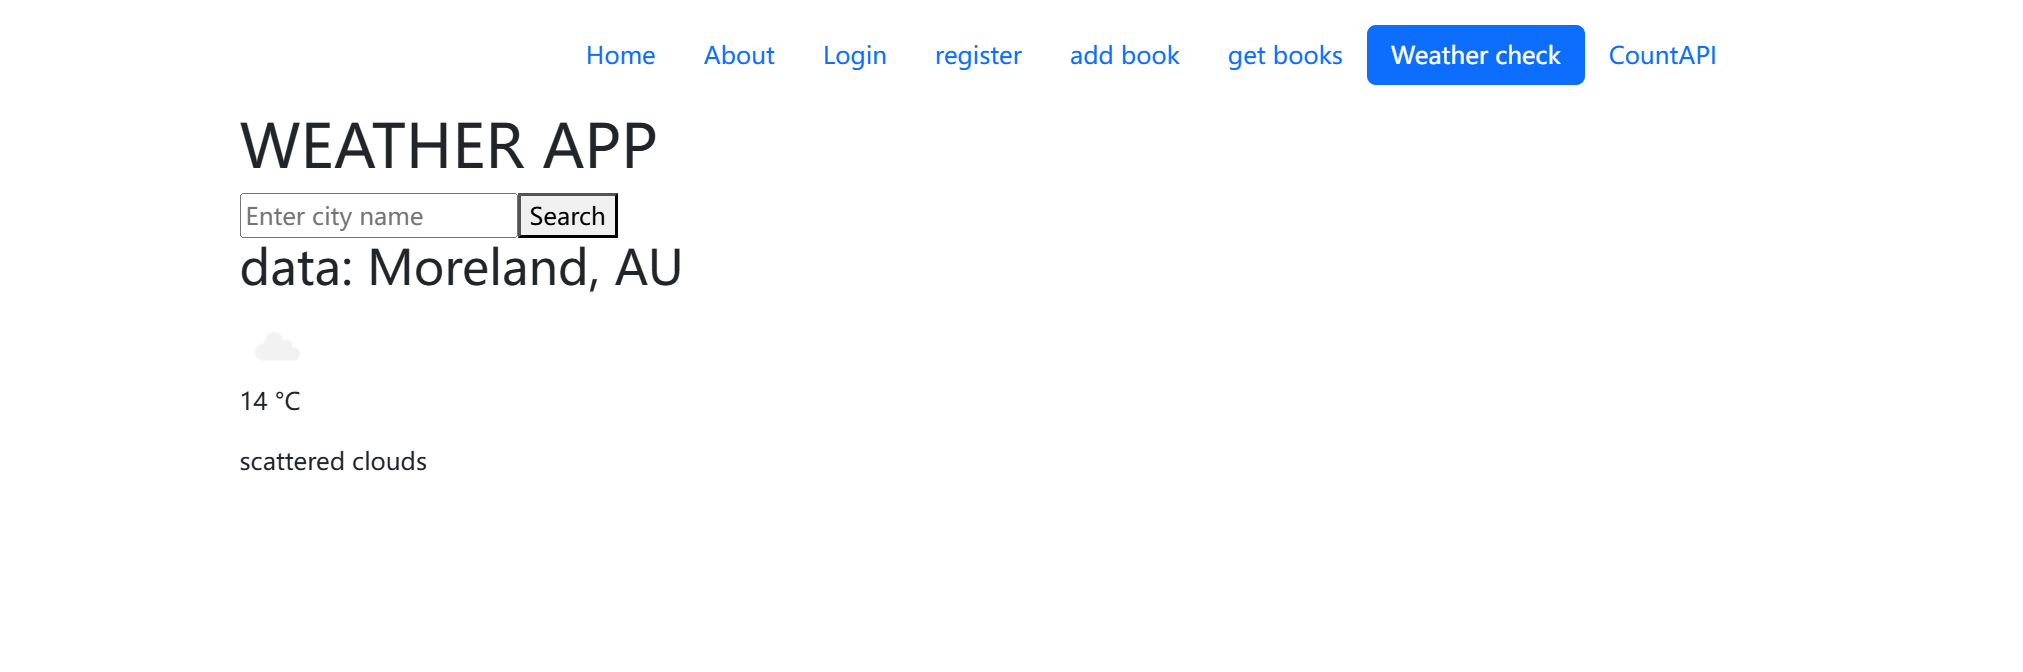 Home About Login register add book get books Weather check CountAPI
WEATHER APP
Enter city name Search
data: Moreland, AU
14 °C
scattered clouds